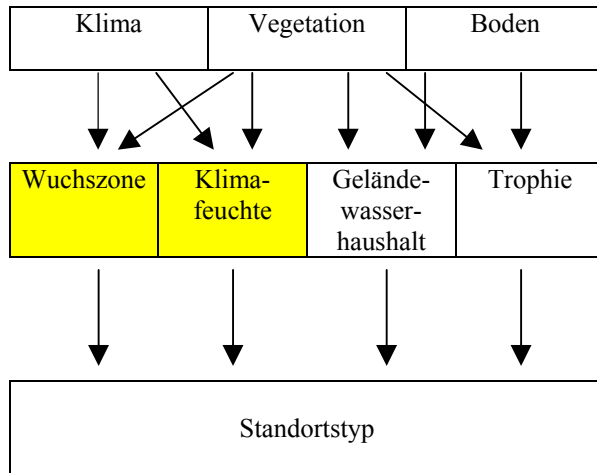 Klima Vegetation Boden
Wuchszone Klima- Gelände- Trophie
feuchte wasser-
haushalt
Standortstyp